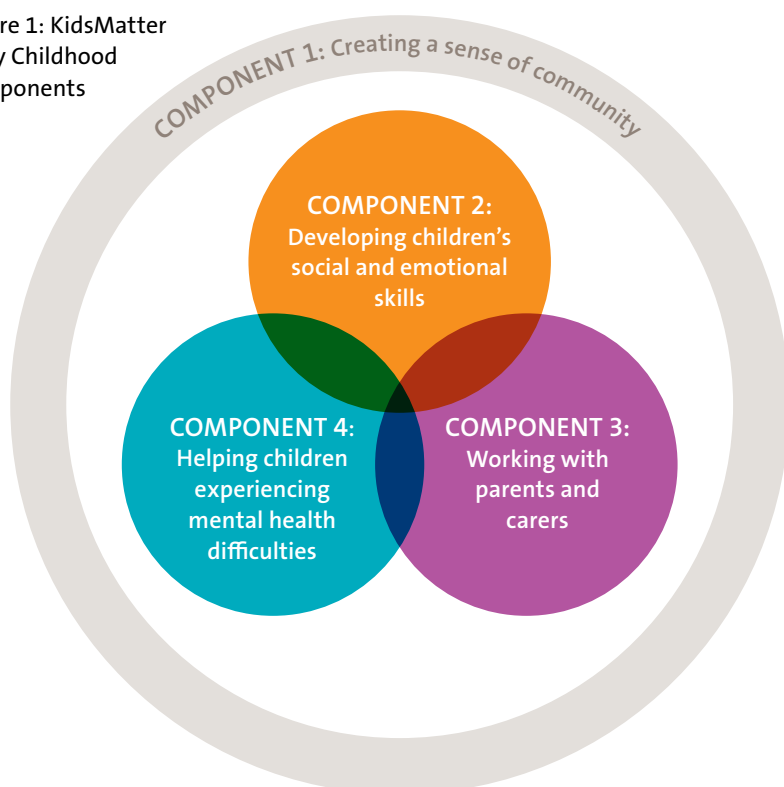 re 1: KidsMatter
y Childhood
ponents
COMPONENT 1: Creating a sense of community
COMPONENT 2:
Developing children's
social and emotional
skills
COMPONENT 4:
Helping children
experiencing
mental health
difficulties
COMPONENT 3:
Working with
parents and
carers